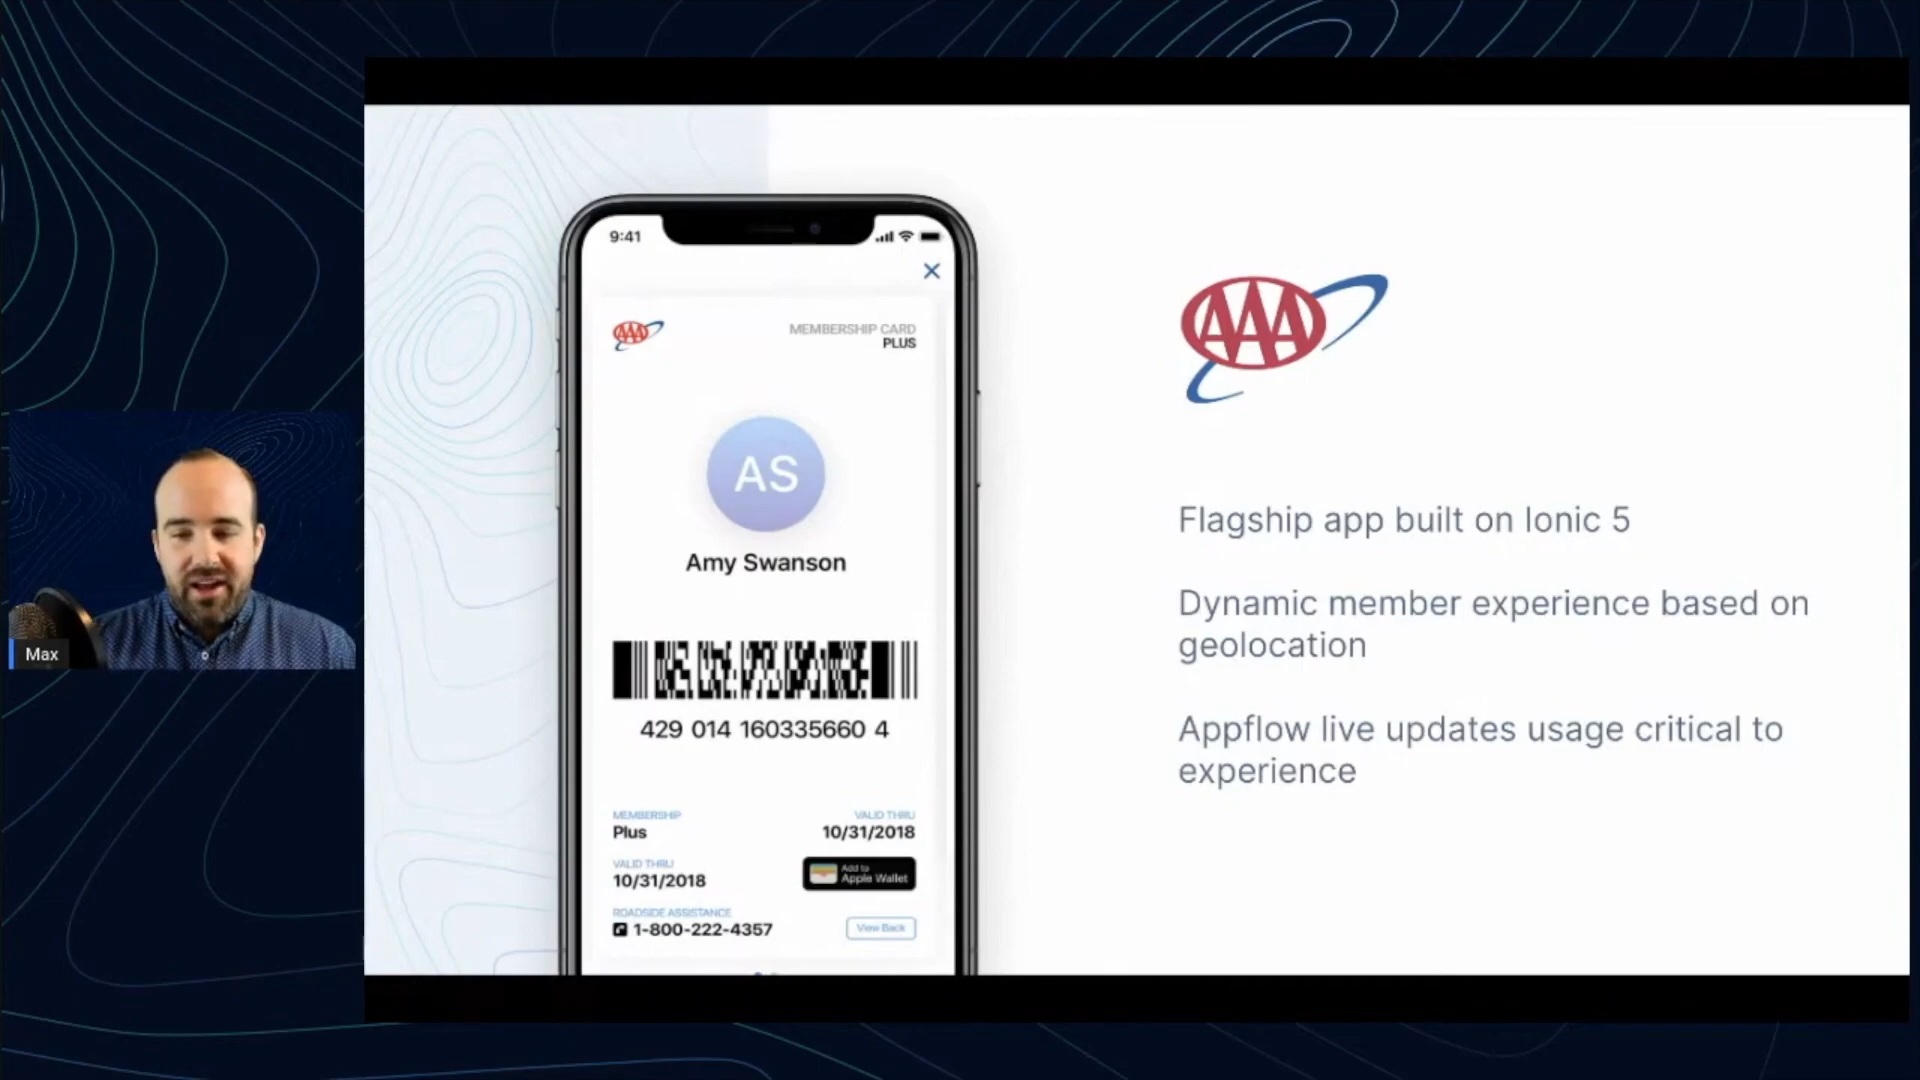 9:41
AAA
MEMBERSHIP CARD
PLUS
AS
Amy Swanson
429 014 160335660 4
MEMBERSHIP
Plus
VALID THRU
10/31/2018
VALID THRU
10/31/2018
Add to
Apple Wallet
ROADSIDE ASSISTANCE
1-800-222-4357
View Back
AAA
Flagship app built on Ionic 5
Dynamic member experience based on
geolocation
Appflow live updates usage critical to
experience
Max